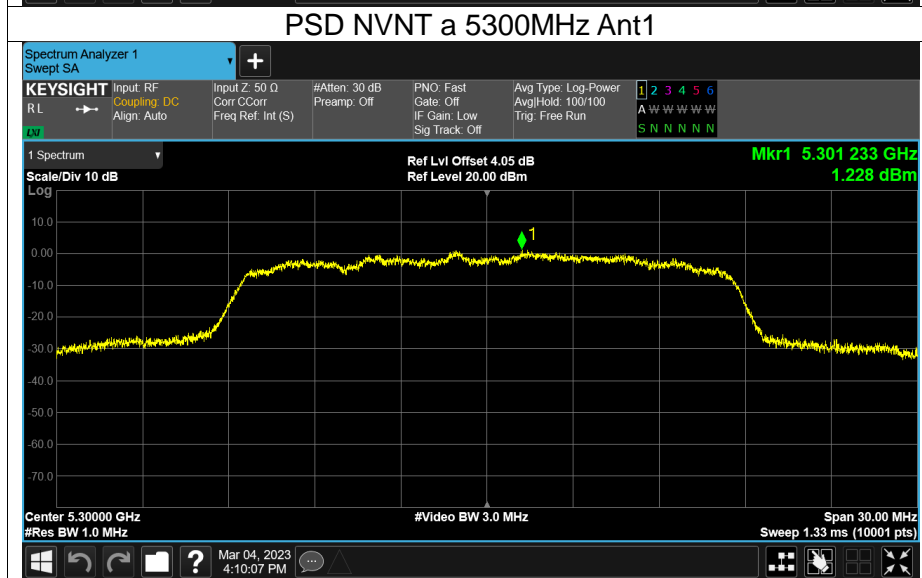 PSD NVNT a 5300MHz Ant1
Spectrum Analyzer 1
Swept SA
+
KEYSIGHT
RL
LXI
Input: RF
Coupling: DC
Align: Auto
Input Z: 50 Ω
Corr CCorr
Freq Ref: Int (S)
#Atten: 30 dB
Preamp: Off
PNO: Fast
Gate: Off
IF Gain: Low
Sig Track: Off
Avg Type: Log-Power
Avg|Hold: 100/100
Trig: Free Run
1 2 3 4 5 6
A W W W W W
S N N N N N
1 Spectrum
Scale/Div 10 dB
Ref Lvl Offset 4.05 dB
Ref Level 20.00 dBm
Mkr1 5.301 233 GHz
1.228 dBm
Log
10.0
0.00
-10.0
-20.0
-30.0
-40.0
-50.0
-60.0
-70.0
1
Center 5.30000 GHz
#Res BW 1.0 MHz
#Video BW 3.0 MHz
Span 30.00 MHz
Sweep 1.33 ms (10001 pts)
?
Mar 04, 2023
4:10:07 PM